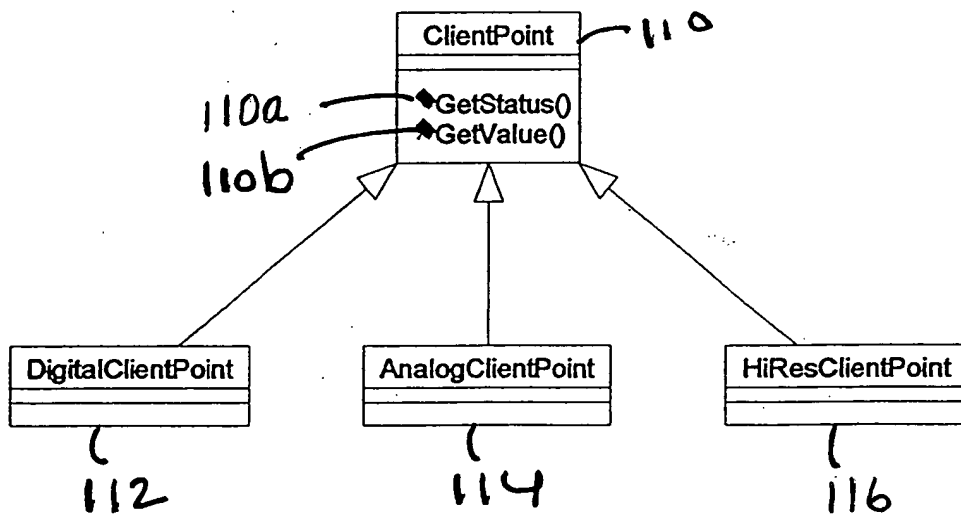 ClientPoint
110
110a
GetStatus()
110b
GetValue()
DigitalClientPoint
AnalogClientPoint
HiResClientPoint
112
114
116